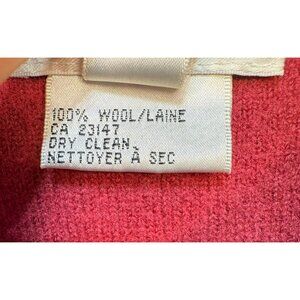 100% WOOL/LAINE
CA 23147
DRY CLEAN
NETTOYER À SEC